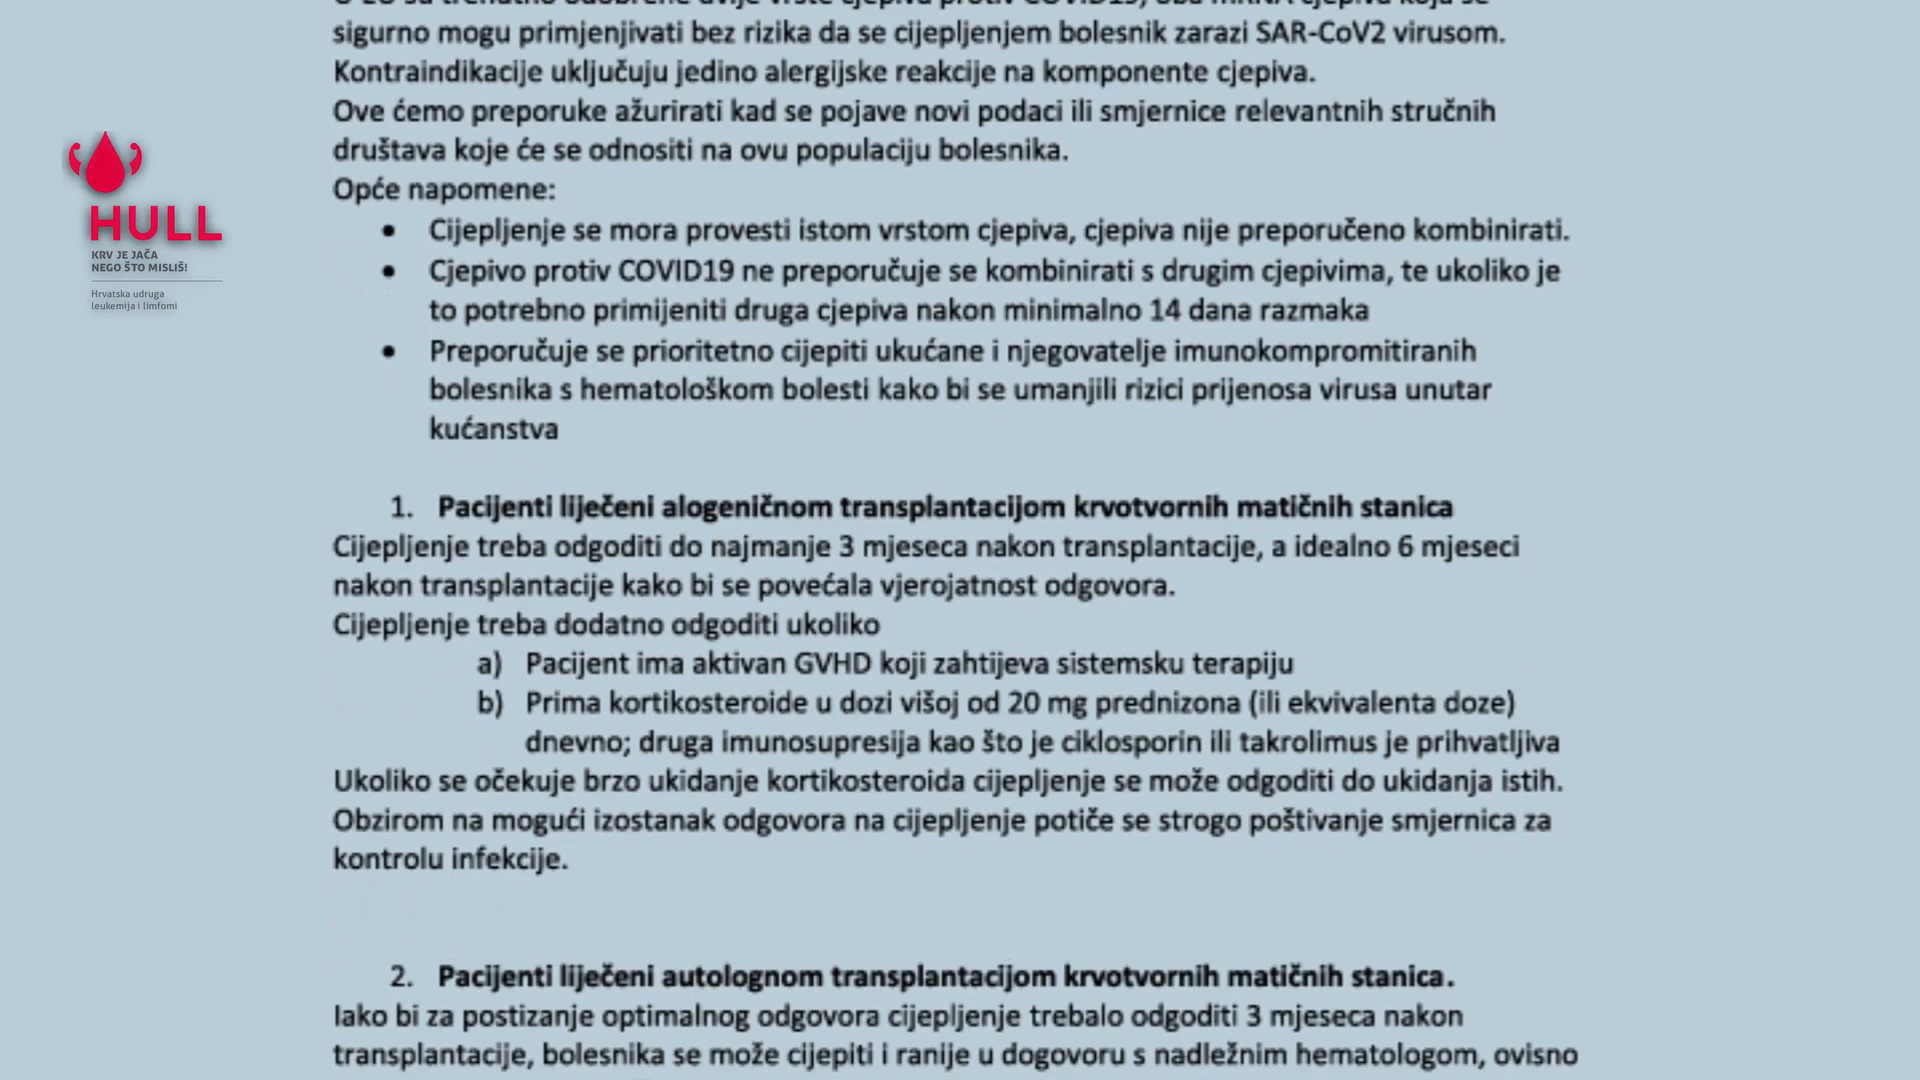 sigurno mogu primjenjivati bez rizika da se cijepljenjem bolesnik zarazi SAR-CoV2 virusom.
Kontraindikacije uključuju jedino alergijske reakcije na komponente cjepiva.
Ove ćemo preporuke ažurirati kad se pojave novi podaci ili smjernice relevantnih stručnih
društava koje će se odnositi na ovu populaciju bolesnika.
Opće napomene:
• Cijepljenje se mora provesti istom vrstom cjepiva, cjepiva nije preporučeno kombinirati.
• Cjepivo protiv COVID19 ne preporučuje se kombinirati s drugim cjepivima, te ukoliko je
to potrebno primijeniti druga cjepiva nakon minimalno 14 dana razmaka
• Preporučuje se prioritetno cijepiti ukućane i njegovatelje imunokompromitiranih
bolesnika s hematološkom bolesti kako bi se umanjili rizici prijenosa virusa unutar
kućanstva
1. Pacijenti liječeni alogeničnom transplantacijom krvotvornih matičnih stanica
Cijepljenje treba odgoditi do najmanje 3 mjeseca nakon transplantacije, a idealno 6 mjeseci
nakon transplantacije kako bi se povećala vjerojatnost odgovora.
Cijepljenje treba dodatno odgoditi ukoliko
a) Pacijent ima aktivan GVHD koji zahtijeva sistemsku terapiju
b) Prima kortikosteroide u dozi višoj od 20 mg prednizona (ili ekvivalenta doze)
dnevno; druga imunosupresija kao što je ciklosporin ili takrolimus je prihvatljiva
Ukoliko se očekuje brzo ukidanje kortikosteroida cijepljenje se može odgoditi do ukidanja istih.
Obzirom na mogući izostanak odgovora na cijepljenje potiče se strogo poštivanje smjernica za
kontrolu infekcije.
2. Pacijenti liječeni autolognom transplantacijom krvotvornih matičnih stanica.
Iako bi za postizanje optimalnog odgovora cijepljenje trebalo odgoditi 3 mjeseca nakon
transplantacije, bolesnika se može cijepiti i ranije u dogovoru s nadležnim hematologom, ovisno
HULL
KRV JE JAČA
NEGO ŠTO MISLIŠ!
Hrvatska udruga
leukemija i limfomi